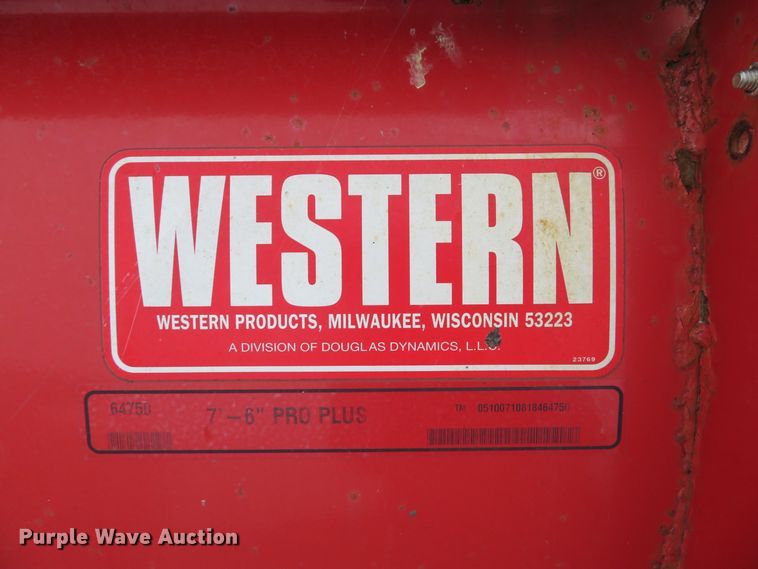 WESTERN®
WESTERN PRODUCTS, MILWAUKEE, WISCONSIN 53223
A DIVISION OF DOUGLAS DYNAMICS, L.L.C.
23769
64750 7'-6" PRO PLUS TM 05100710818464750
Purple Wave Auction